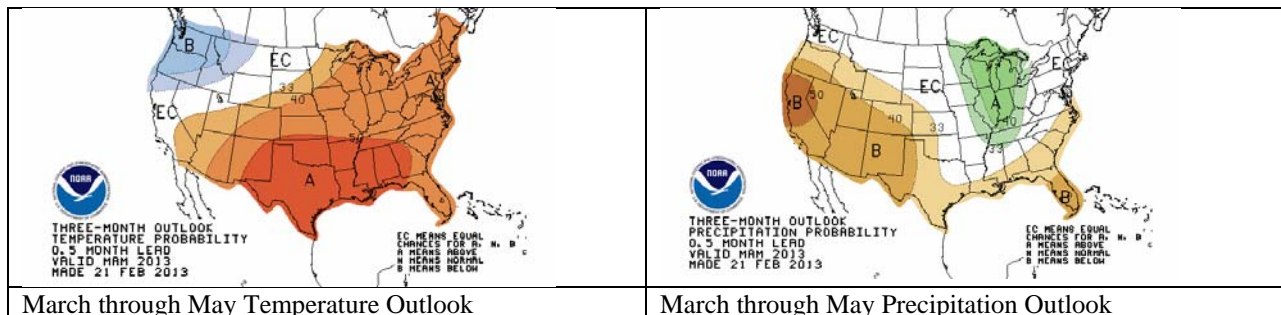 B
EC
33
40
A
EC
50
A
NOAA
THREE-MONTH OUTLOOK
TEMPERATURE PROBABILITY
0.5 MONTH LEAD
VALID MAM 2013
MADE 21 FEB 2013
EC MEANS EQUAL
CHANCES FOR A, N, B
A MEANS ABOVE
N MEANS NORMAL
B MEANS BELOW
March through May Temperature Outlook
EC
EC
EC
B
50
40
33
A
40
33
B
B
NOAA
THREE-MONTH OUTLOOK
PRECIPITATION PROBABILITY
0.5 MONTH LEAD
VALID MAM 2013
MADE 21 FEB 2013
EC MEANS EQUAL
CHANCES FOR A, N, B
A MEANS ABOVE
N MEANS NORMAL
B MEANS BELOW
March through May Precipitation Outlook